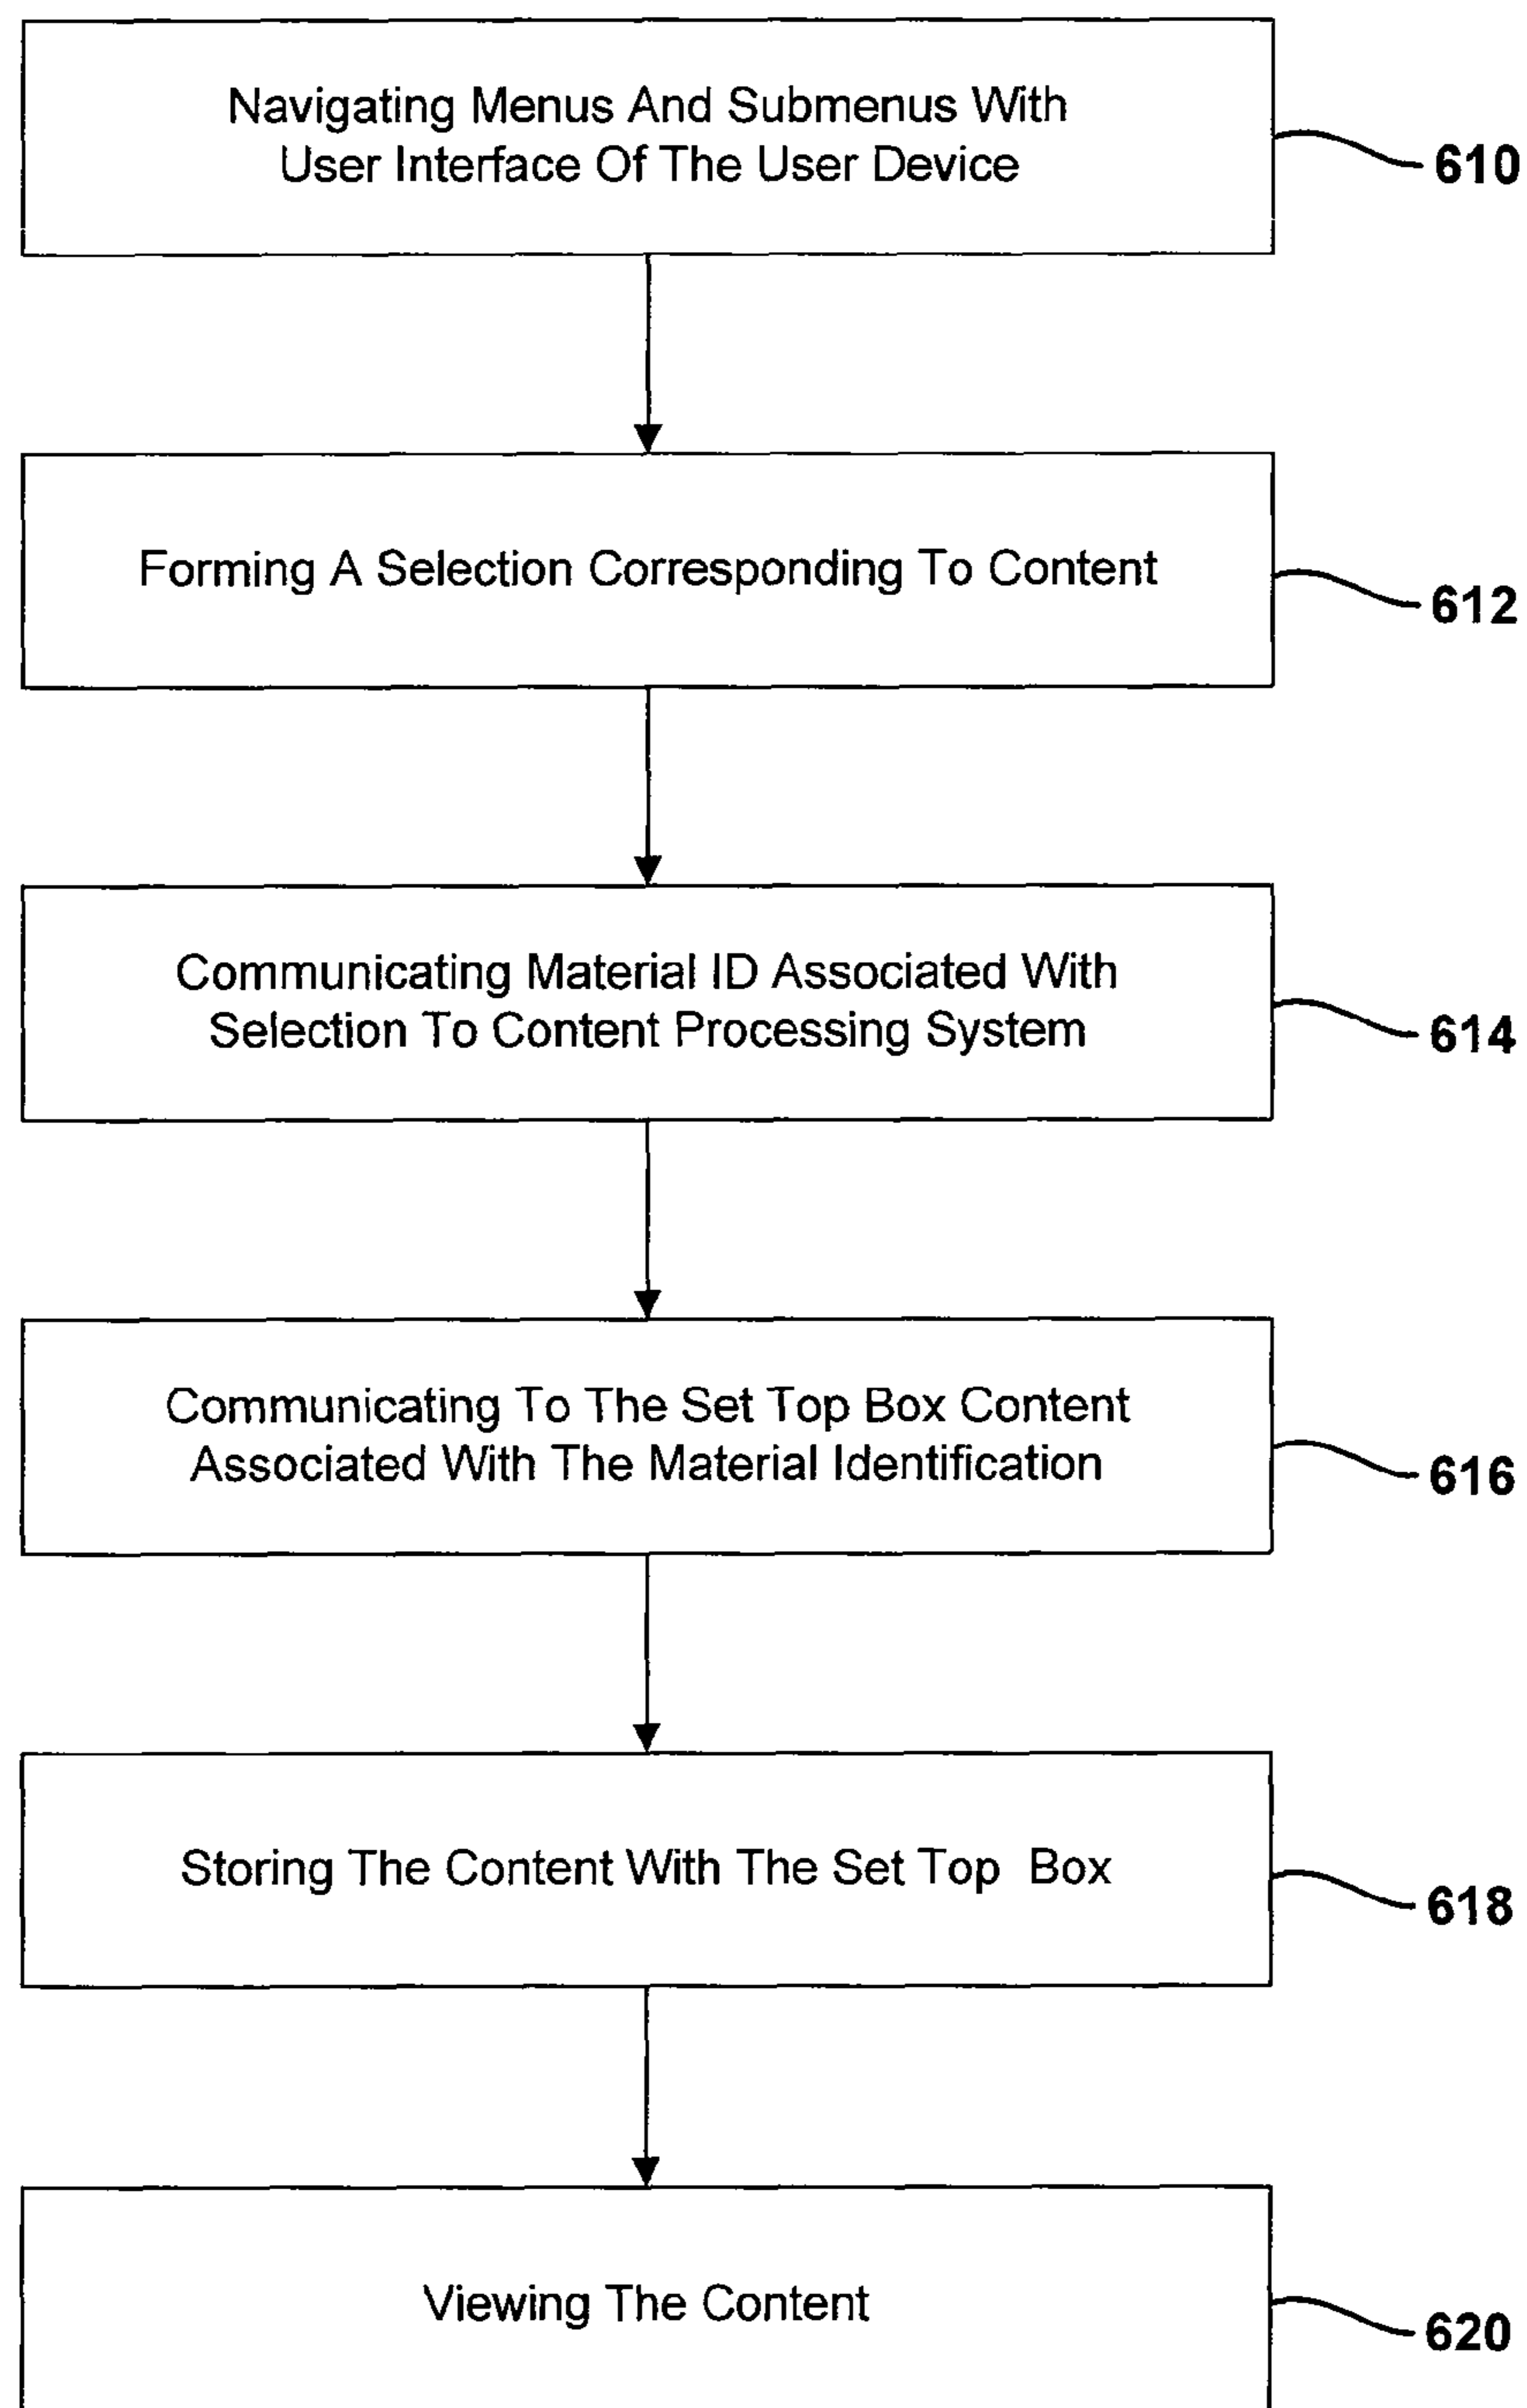 Navigating Menus And Submenus With
User Interface Of The User Device
610
Forming A Selection Corresponding To Content
612
Communicating Material ID Associated With
Selection To Content Processing System
614
Communicating To The Set Top Box Content
Associated With The Material Identification
616
Storing The Content With The Set Top Box
618
Viewing The Content
620